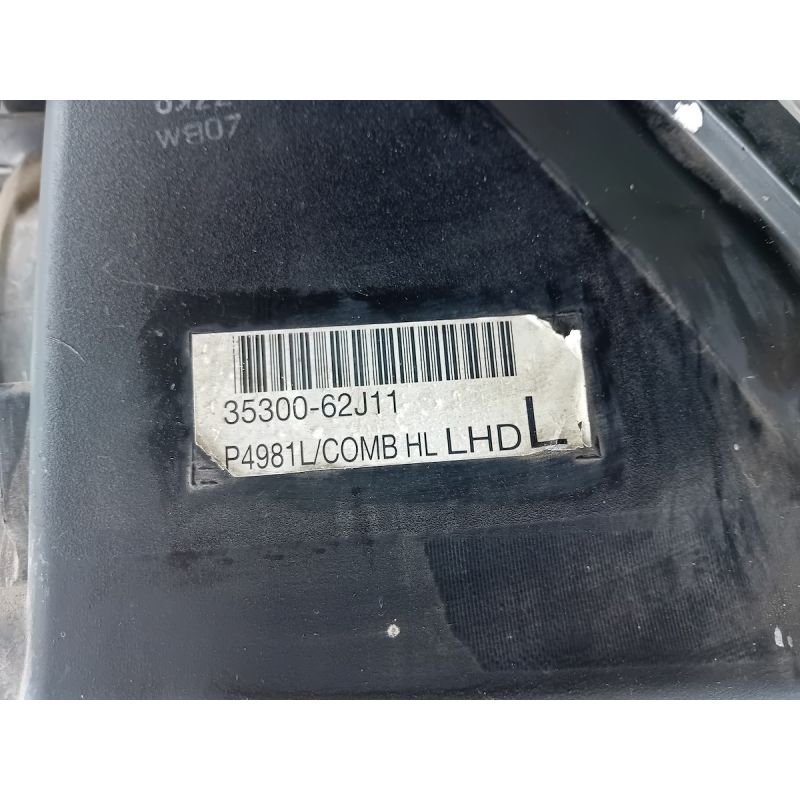 W807
35300-62J11
P4981L/COMB HL LHD L